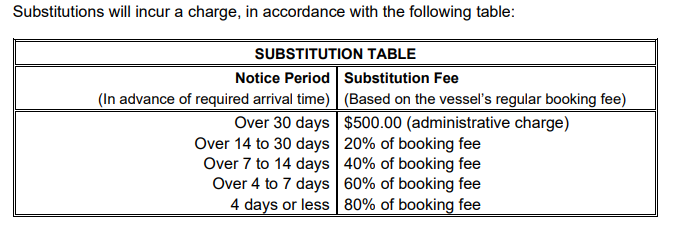 Substitutions will incur a charge, in accordance with the following table:
SUBSTITUTION TABLE
Notice Period Substitution Fee
(In advance of required arrival time) (Based on the vessel's regular booking fee)
Over 30 days $500.00 (administrative charge)
Over 14 to 30 days 20% of booking fee
Over 7 to 14 days 40% of booking fee
Over 4 to 7 days 60% of booking fee
4 days or less 80% of booking fee